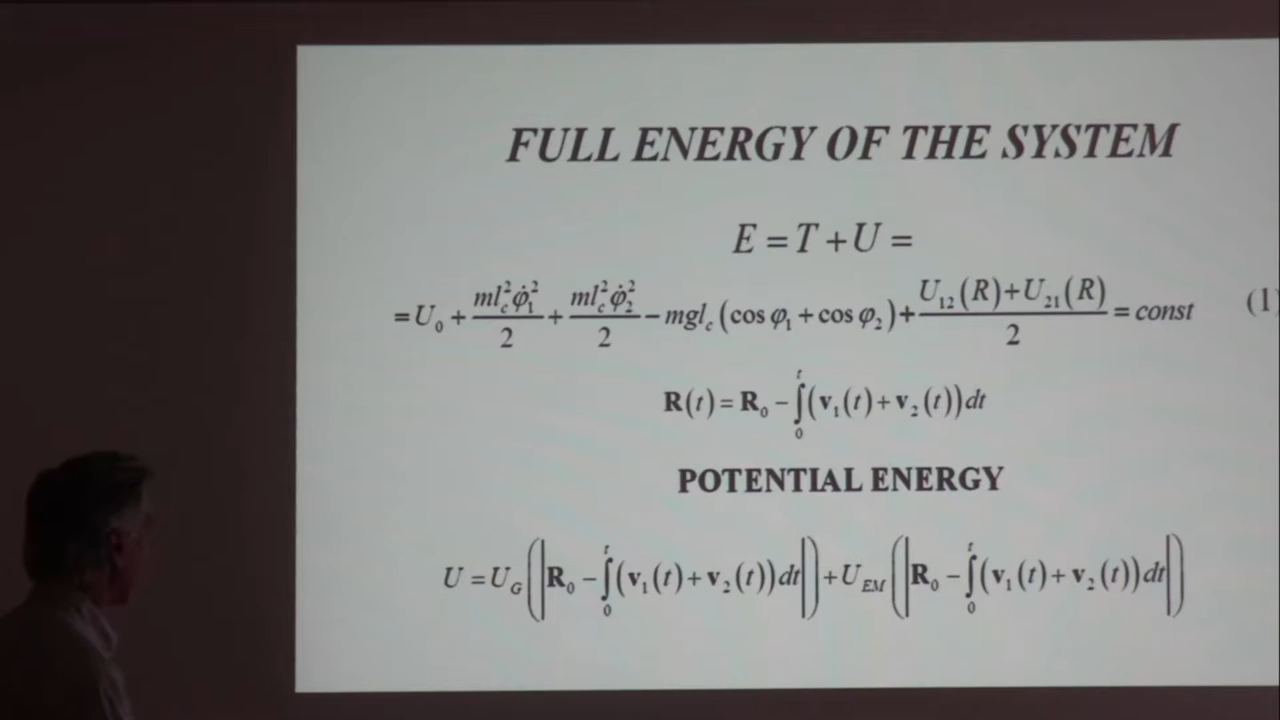 FULL ENERGY OF THE SYSTEM
E = T + U =
= U₀ + ml_c²φ̇₁²/2 + ml_c²φ̇₂²/2 − mgl_c(cos φ₁ + cos φ₂) + (U₁₂(R)+U₂₁(R))/2 = const (1
R(t) = R₀ − ∫₀ᵗ(v₁(t) + v₂(t))dt
POTENTIAL ENERGY
U = U_G(|R₀ − ∫₀ᵗ(v₁(t) + v₂(t))dt|) + U_EM(|R₀ − ∫₀ᵗ(v₁(t) + v₂(t))dt|)